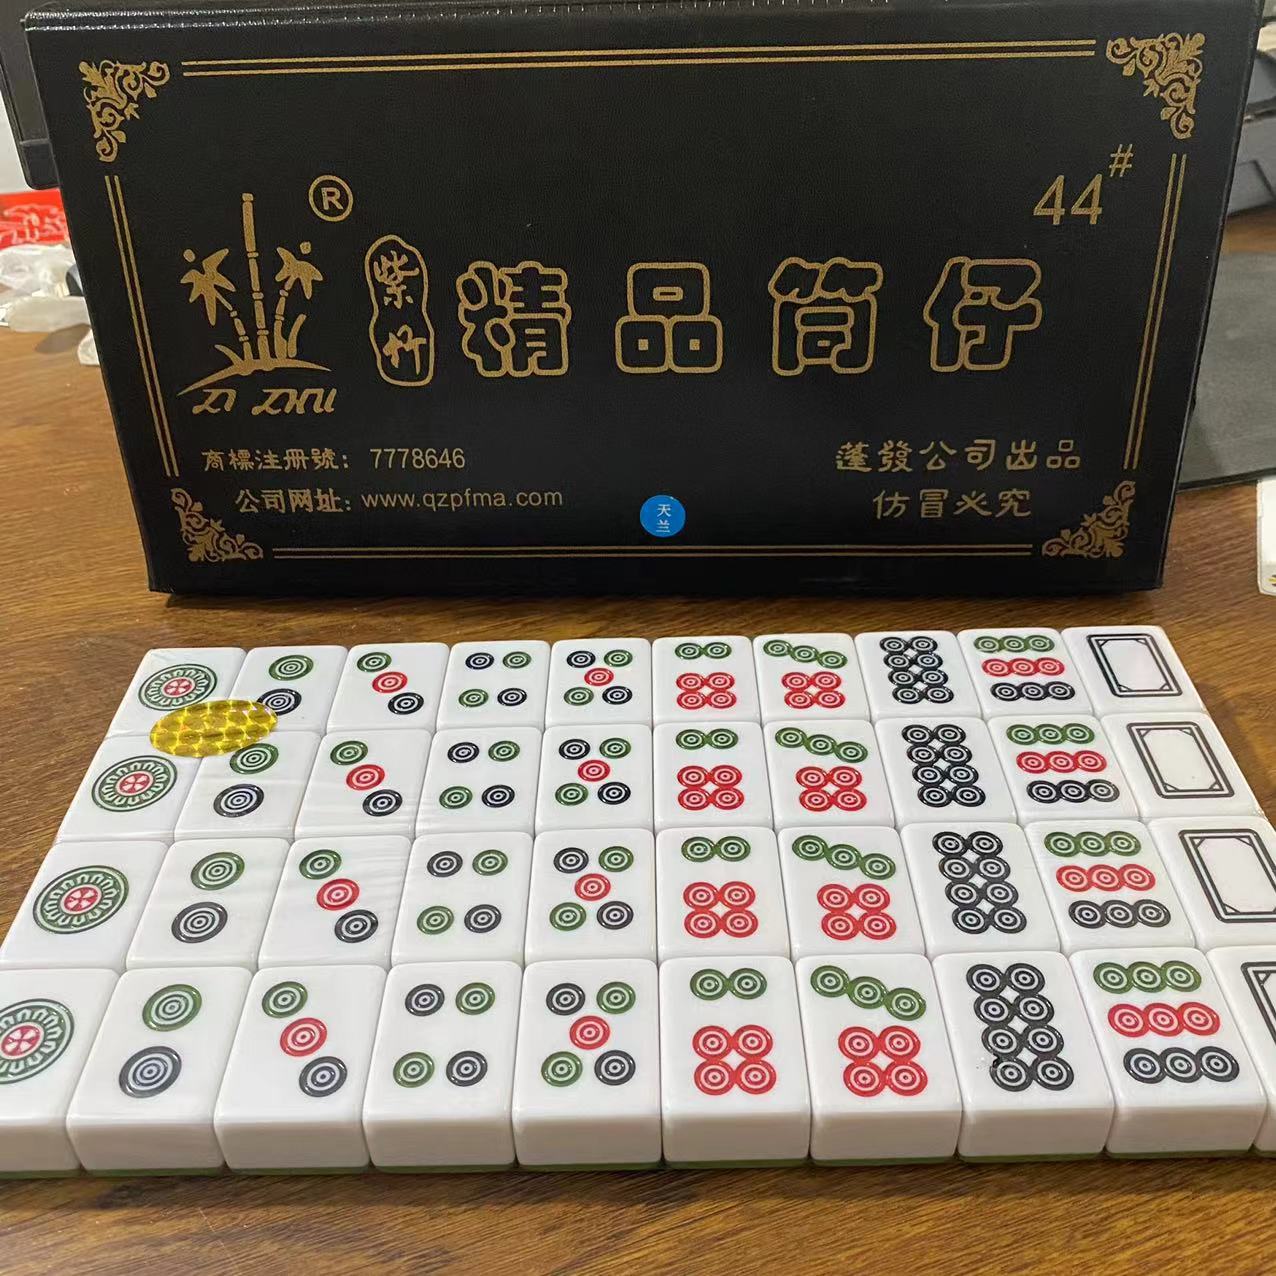 44#
®
紫竹
精品筒仔
ZI ZHU
商標注册號：7778646
蓬發公司出品
公司网址: www.qzpfma.com
仿冒必究
天兰